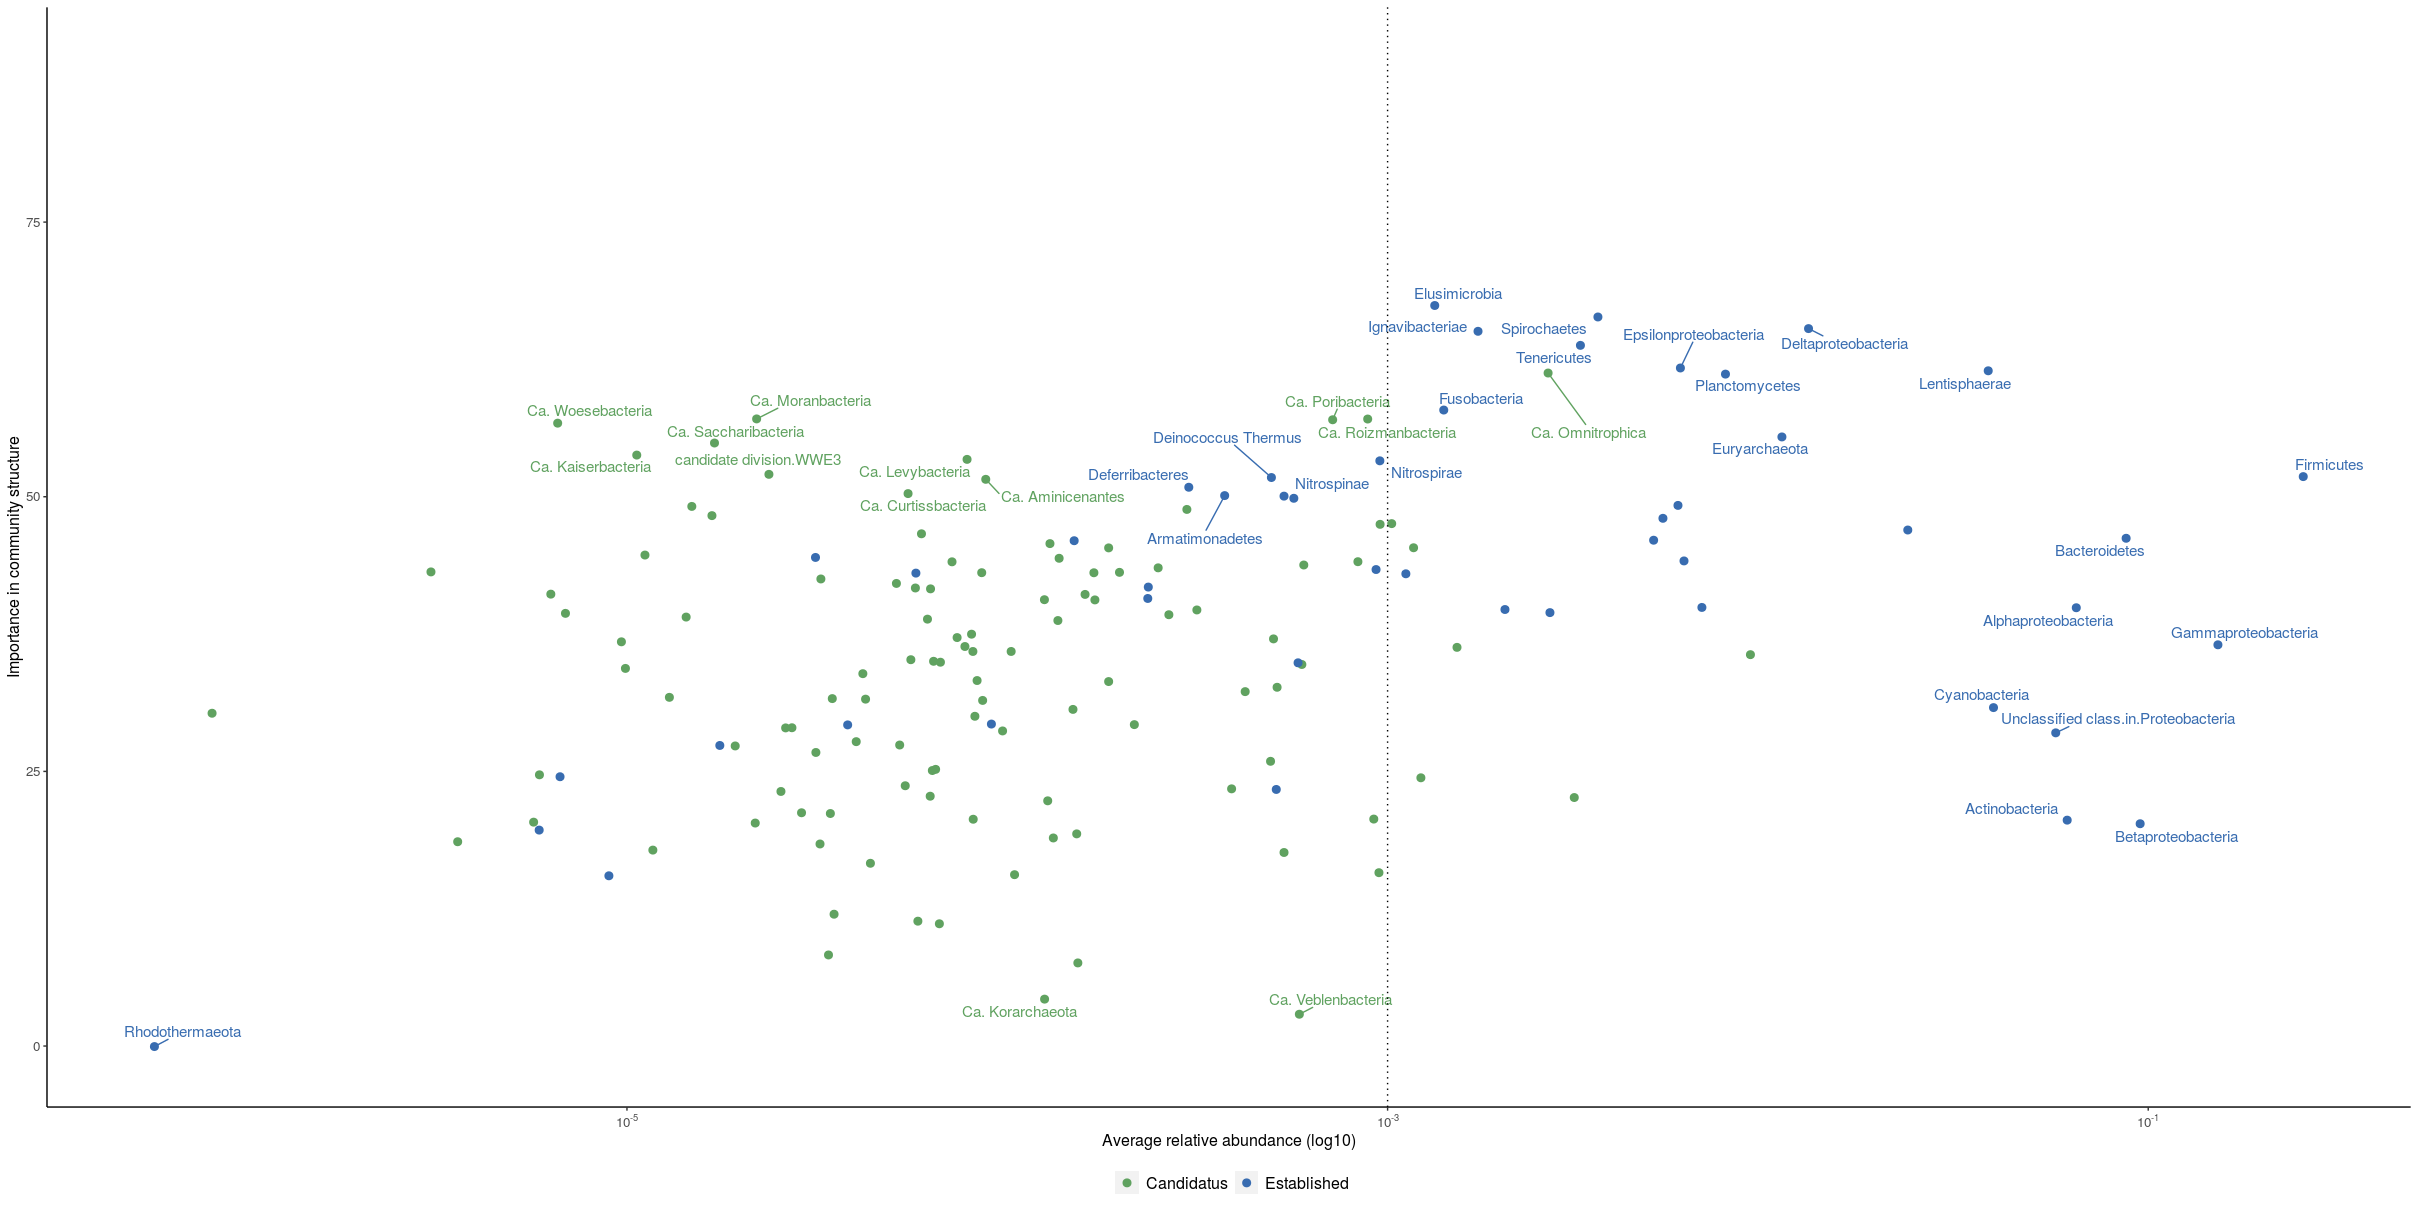 75
50
25
0
Importance in community structure
Elusimicrobia
Ignavibacteriae
Spirochaetes
Epsilonproteobacteria
Deltaproteobacteria
Tenericutes
Planctomycetes
Lentisphaerae
Ca. Moranbacteria
Ca. Woesebacteria
Ca. Poribacteria
Fusobacteria
Ca. Saccharibacteria
Ca. Roizmanbacteria
Ca. Omnitrophica
Deinococcus Thermus
Euryarchaeota
candidate division.WWE3
Ca. Kaiserbacteria
Ca. Levybacteria
Deferribacteres
Nitrospirae
Firmicutes
Nitrospinae
Ca. Aminicenantes
Ca. Curtissbacteria
Armatimonadetes
Bacteroidetes
Alphaproteobacteria
Gammaproteobacteria
Cyanobacteria
Unclassified class.in.Proteobacteria
Actinobacteria
Betaproteobacteria
Ca. Veblenbacteria
Ca. Korarchaeota
Rhodothermaeota
10-5
10-3
10-1
Average relative abundance (log10)
Candidatus
Established